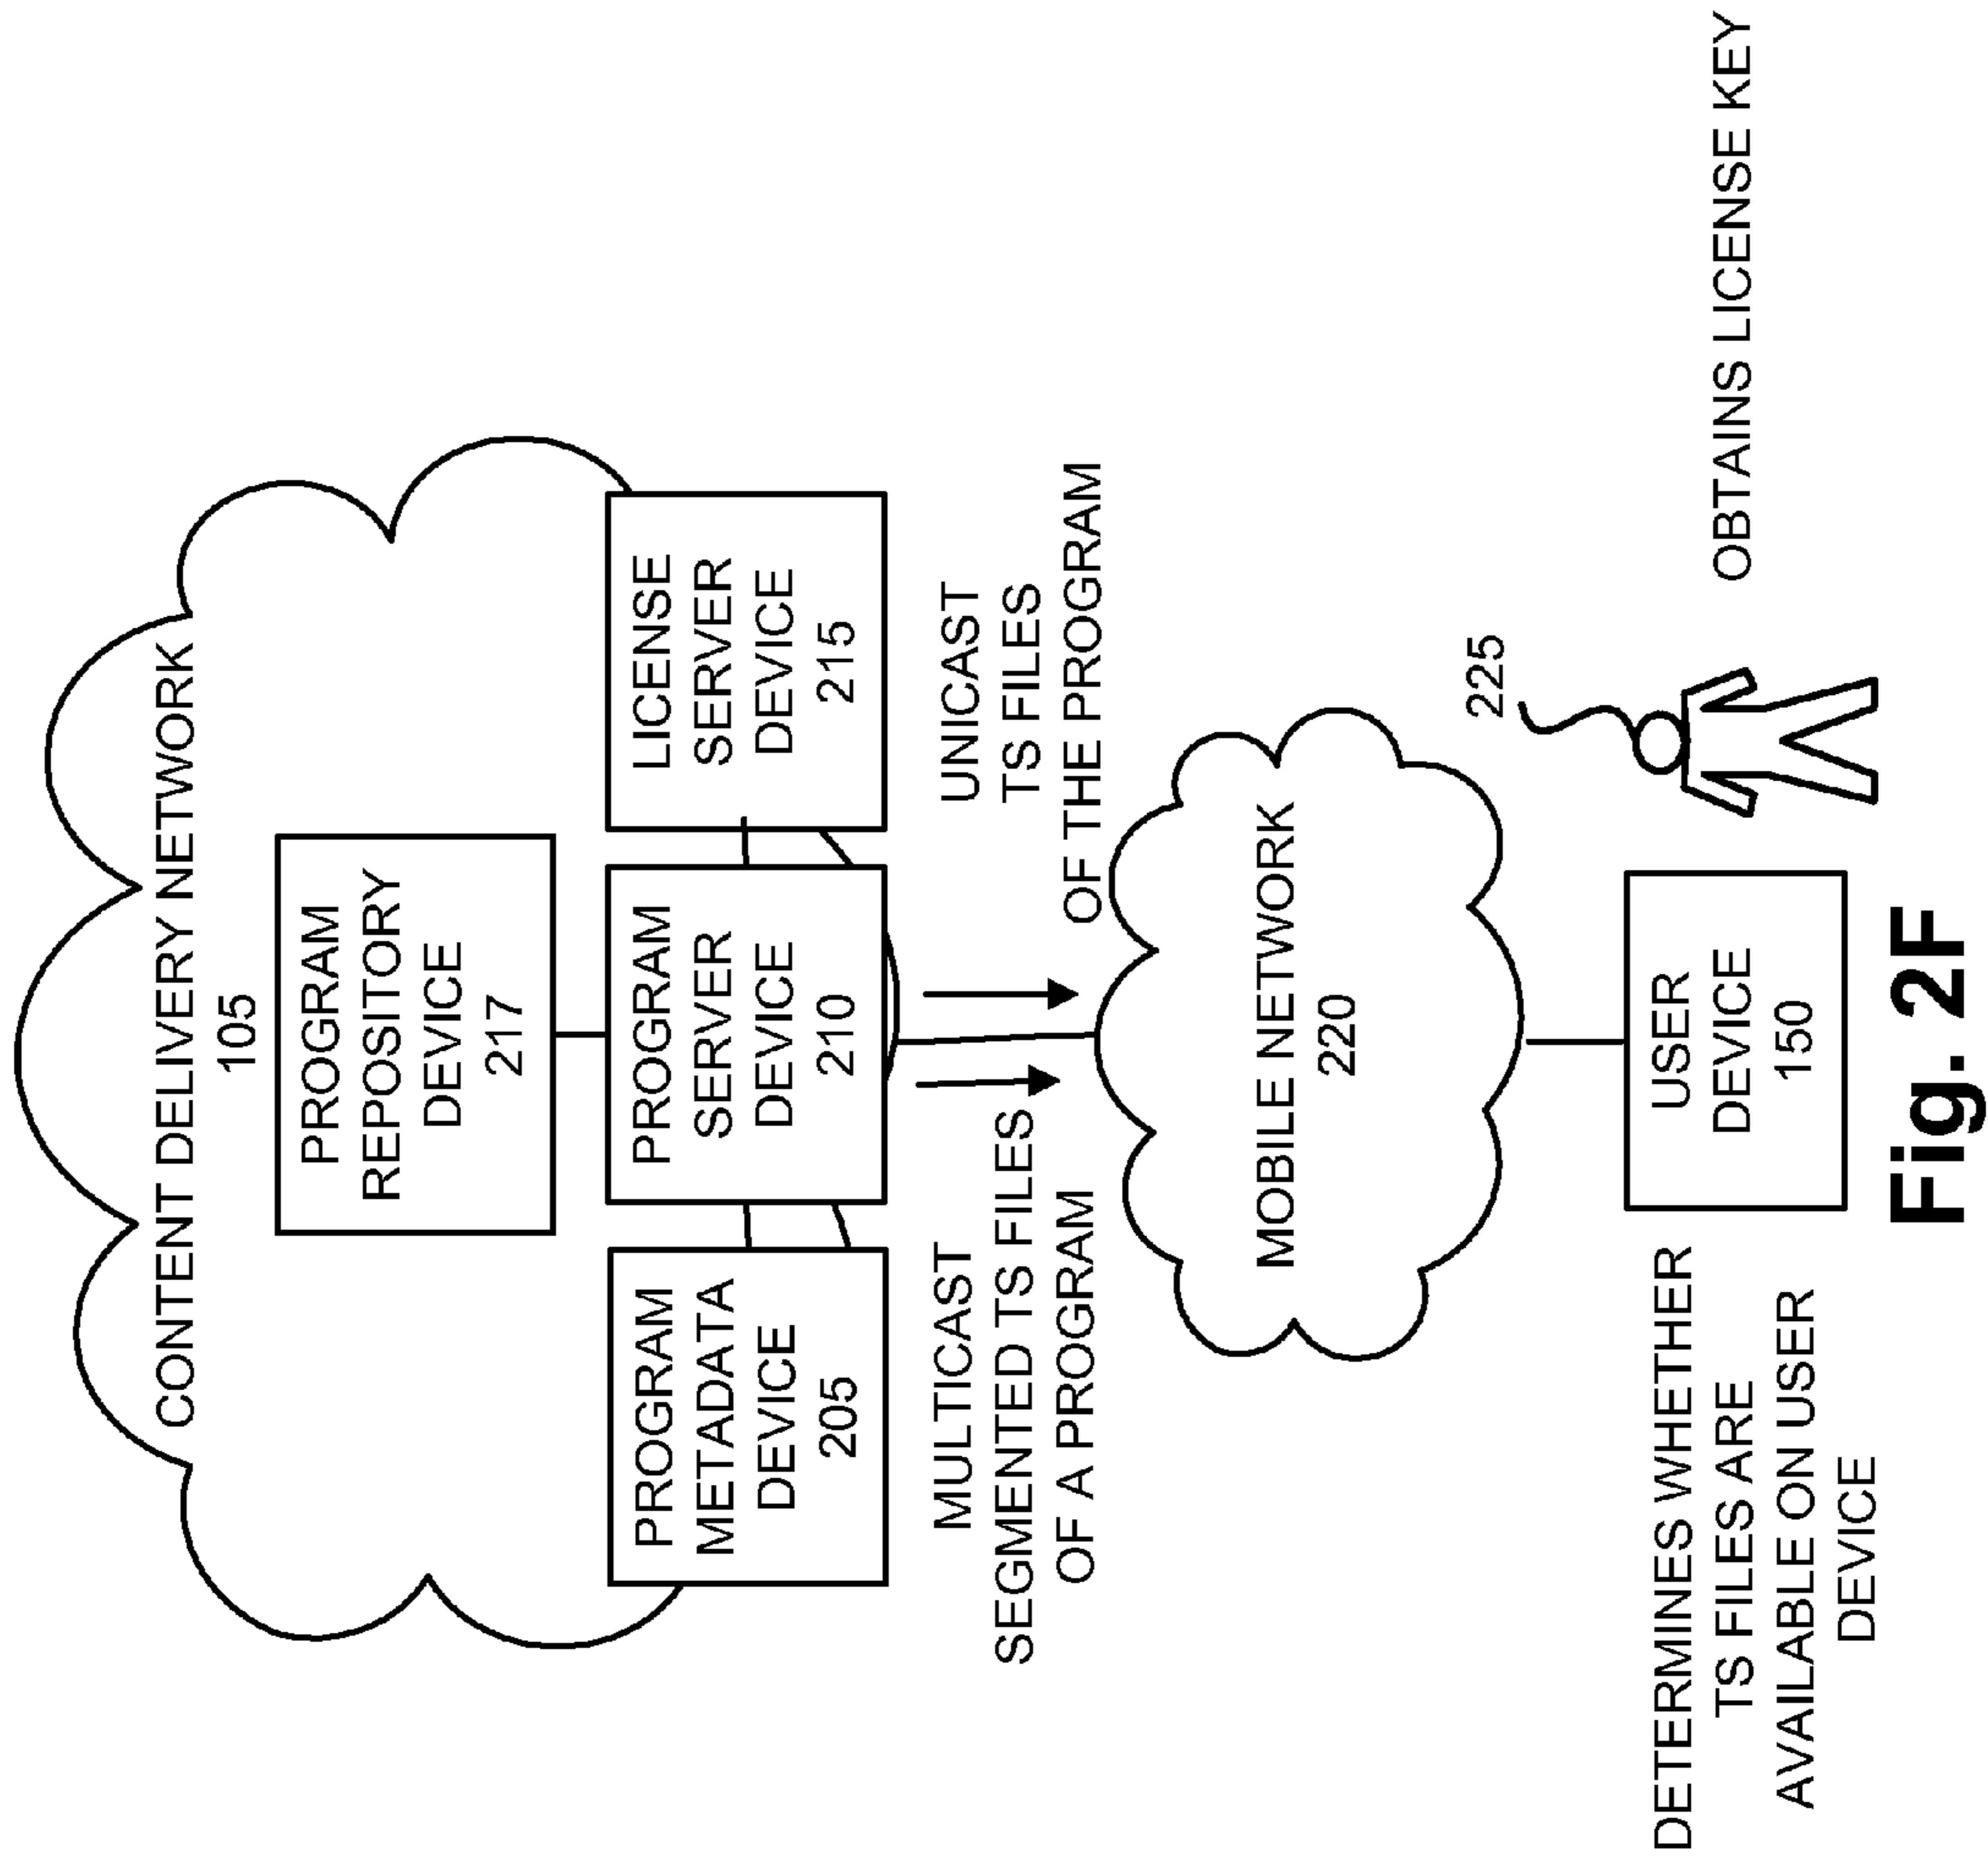 CONTENT DELIVERY NETWORK
105
PROGRAM
REPOSITORY
DEVICE
217
PROGRAM
METADATA
DEVICE
205
PROGRAM
SERVER
DEVICE
210
LICENSE
SERVER
DEVICE
215
MULTICAST
SEGMENTED TS FILES
OF A PROGRAM
UNICAST
TS FILES
OF THE PROGRAM
MOBILE NETWORK
220
225
DETERMINES WHETHER
TS FILES ARE
AVAILABLE ON USER
DEVICE
USER
DEVICE
150
OBTAINS LICENSE KEY
Fig. 2F